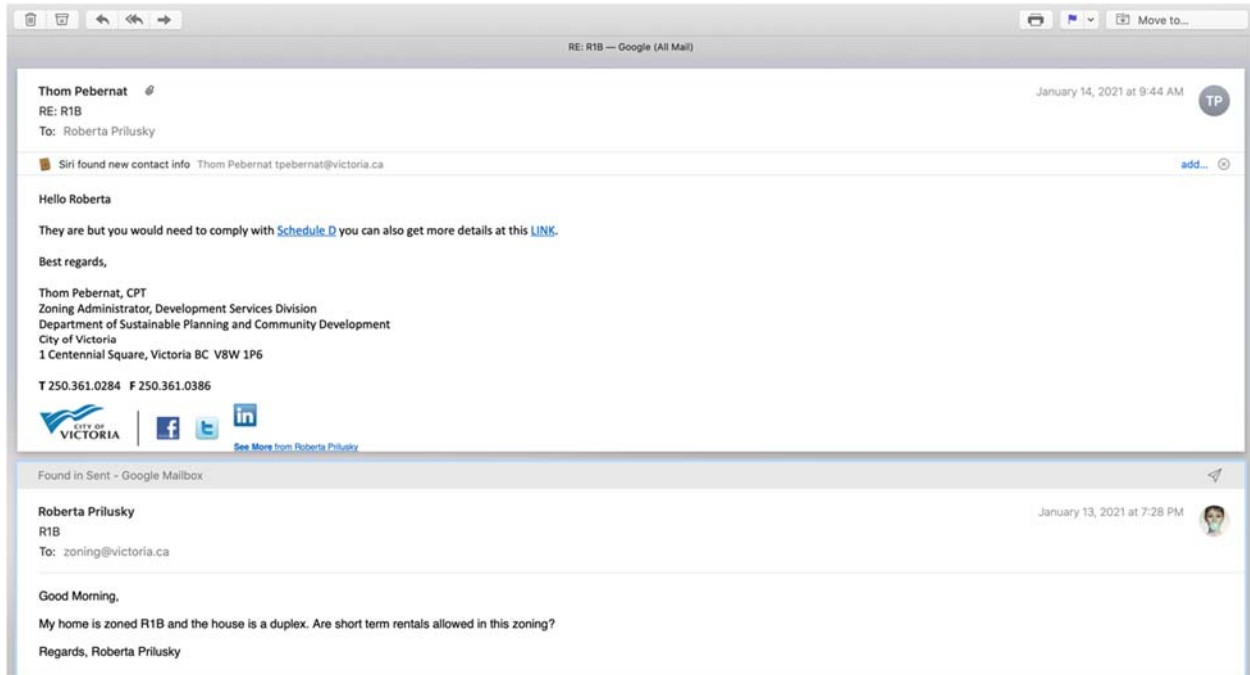 Move to...
RE: R1B — Google (All Mail)
Thom Pebernat
January 14, 2021 at 9:44 AM
TP
RE: R1B
To: Roberta Prilusky
Siri found new contact info Thom Pebernat tpebernat@victoria.ca
add...
Hello Roberta
They are but you would need to comply with Schedule D you can also get more details at this LINK.
Best regards,
Thom Pebernat, CPT
Zoning Administrator, Development Services Division
Department of Sustainable Planning and Community Development
City of Victoria
1 Centennial Square, Victoria BC V8W 1P6
T 250.361.0284 F 250.361.0386
CITY OF
VICTORIA
f
t
in
See More from Roberta Prilusky
Found in Sent - Google Mailbox
Roberta Prilusky
January 13, 2021 at 7:28 PM
R1B
To: zoning@victoria.ca
Good Morning,
My home is zoned R1B and the house is a duplex. Are short term rentals allowed in this zoning?
Regards, Roberta Prilusky